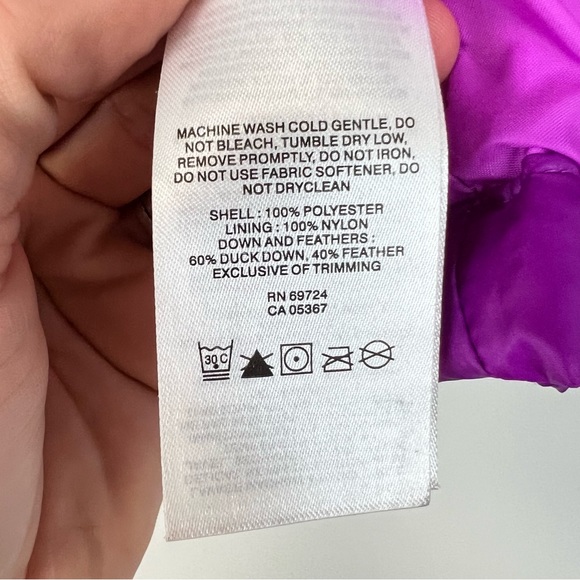 MACHINE WASH COLD GENTLE, DO
NOT BLEACH, TUMBLE DRY LOW,
REMOVE PROMPTLY, DO NOT IRON,
DO NOT USE FABRIC SOFTENER, DO
NOT DRYCLEAN
SHELL : 100% POLYESTER
LINING : 100% NYLON
DOWN AND FEATHERS :
60% DUCK DOWN, 40% FEATHER
EXCLUSIVE OF TRIMMING
RN 69724
CA 05367
30 C